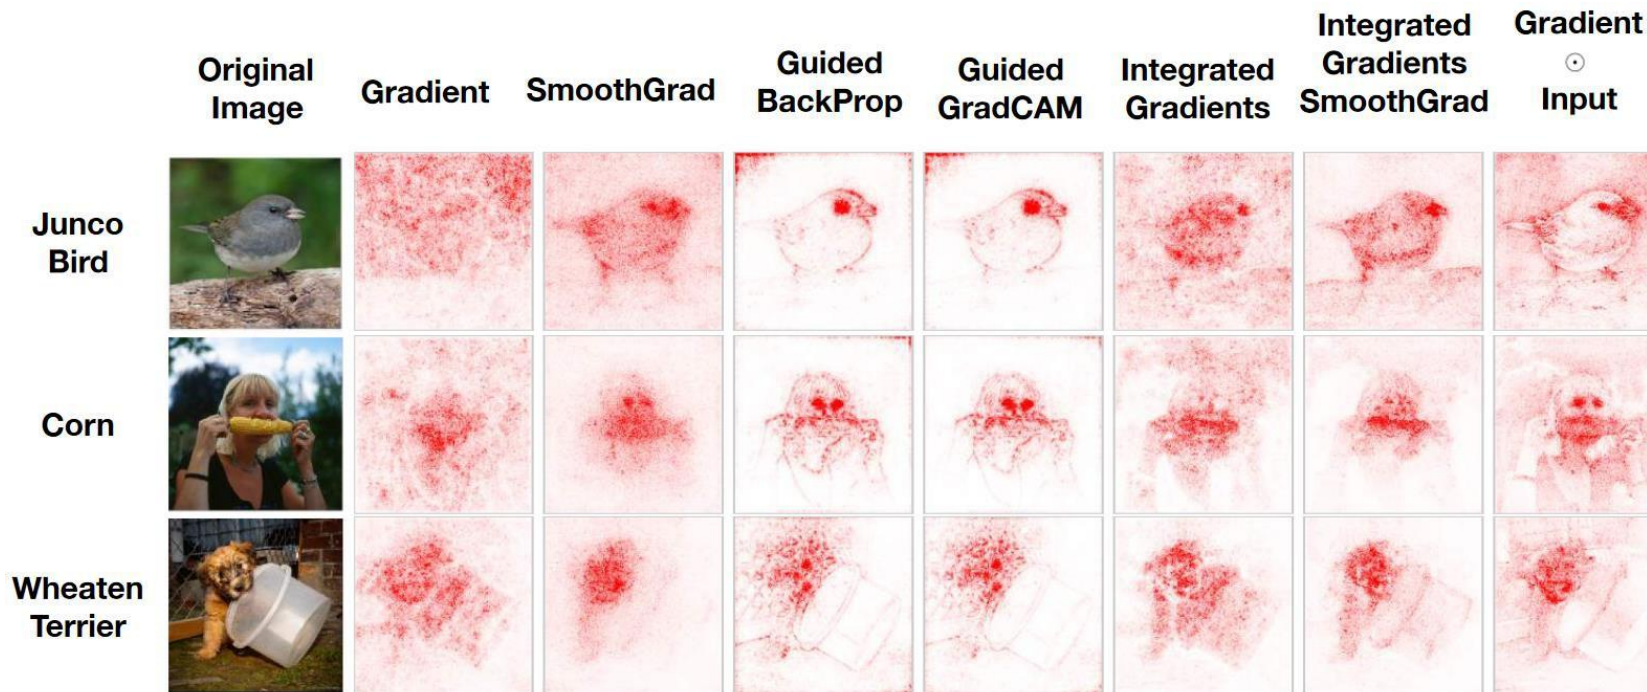 Original
Image
Gradient
SmoothGrad
Guided
BackProp
Guided
GradCAM
Integrated
Gradients
Integrated
Gradients
SmoothGrad
Gradient
⊙
Input
Junco
Bird
Corn
Wheaten
Terrier